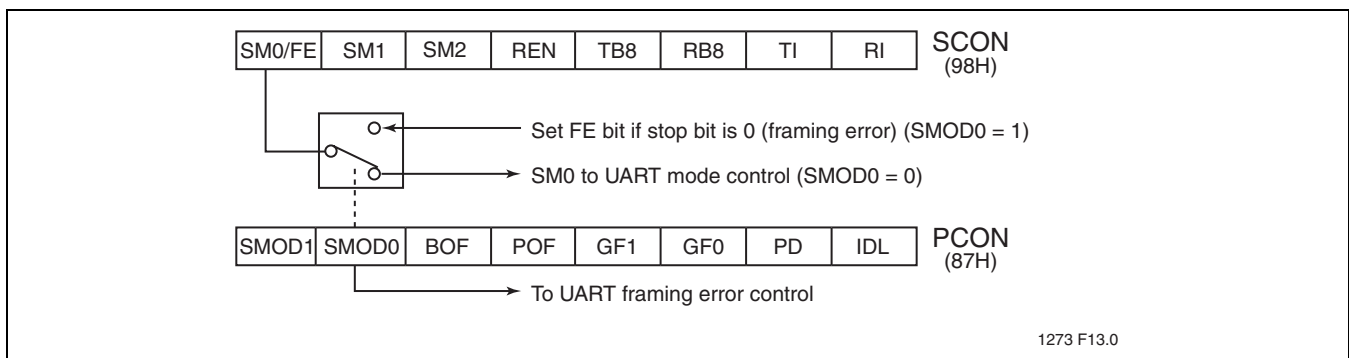 SM0/FE SM1 SM2 REN TB8 RB8 TI RI SCON
(98H)
Set FE bit if stop bit is 0 (framing error) (SMOD0 = 1)
SM0 to UART mode control (SMOD0 = 0)
SMOD1 SMOD0 BOF POF GF1 GF0 PD IDL PCON
(87H)
To UART framing error control
1273 F13.0